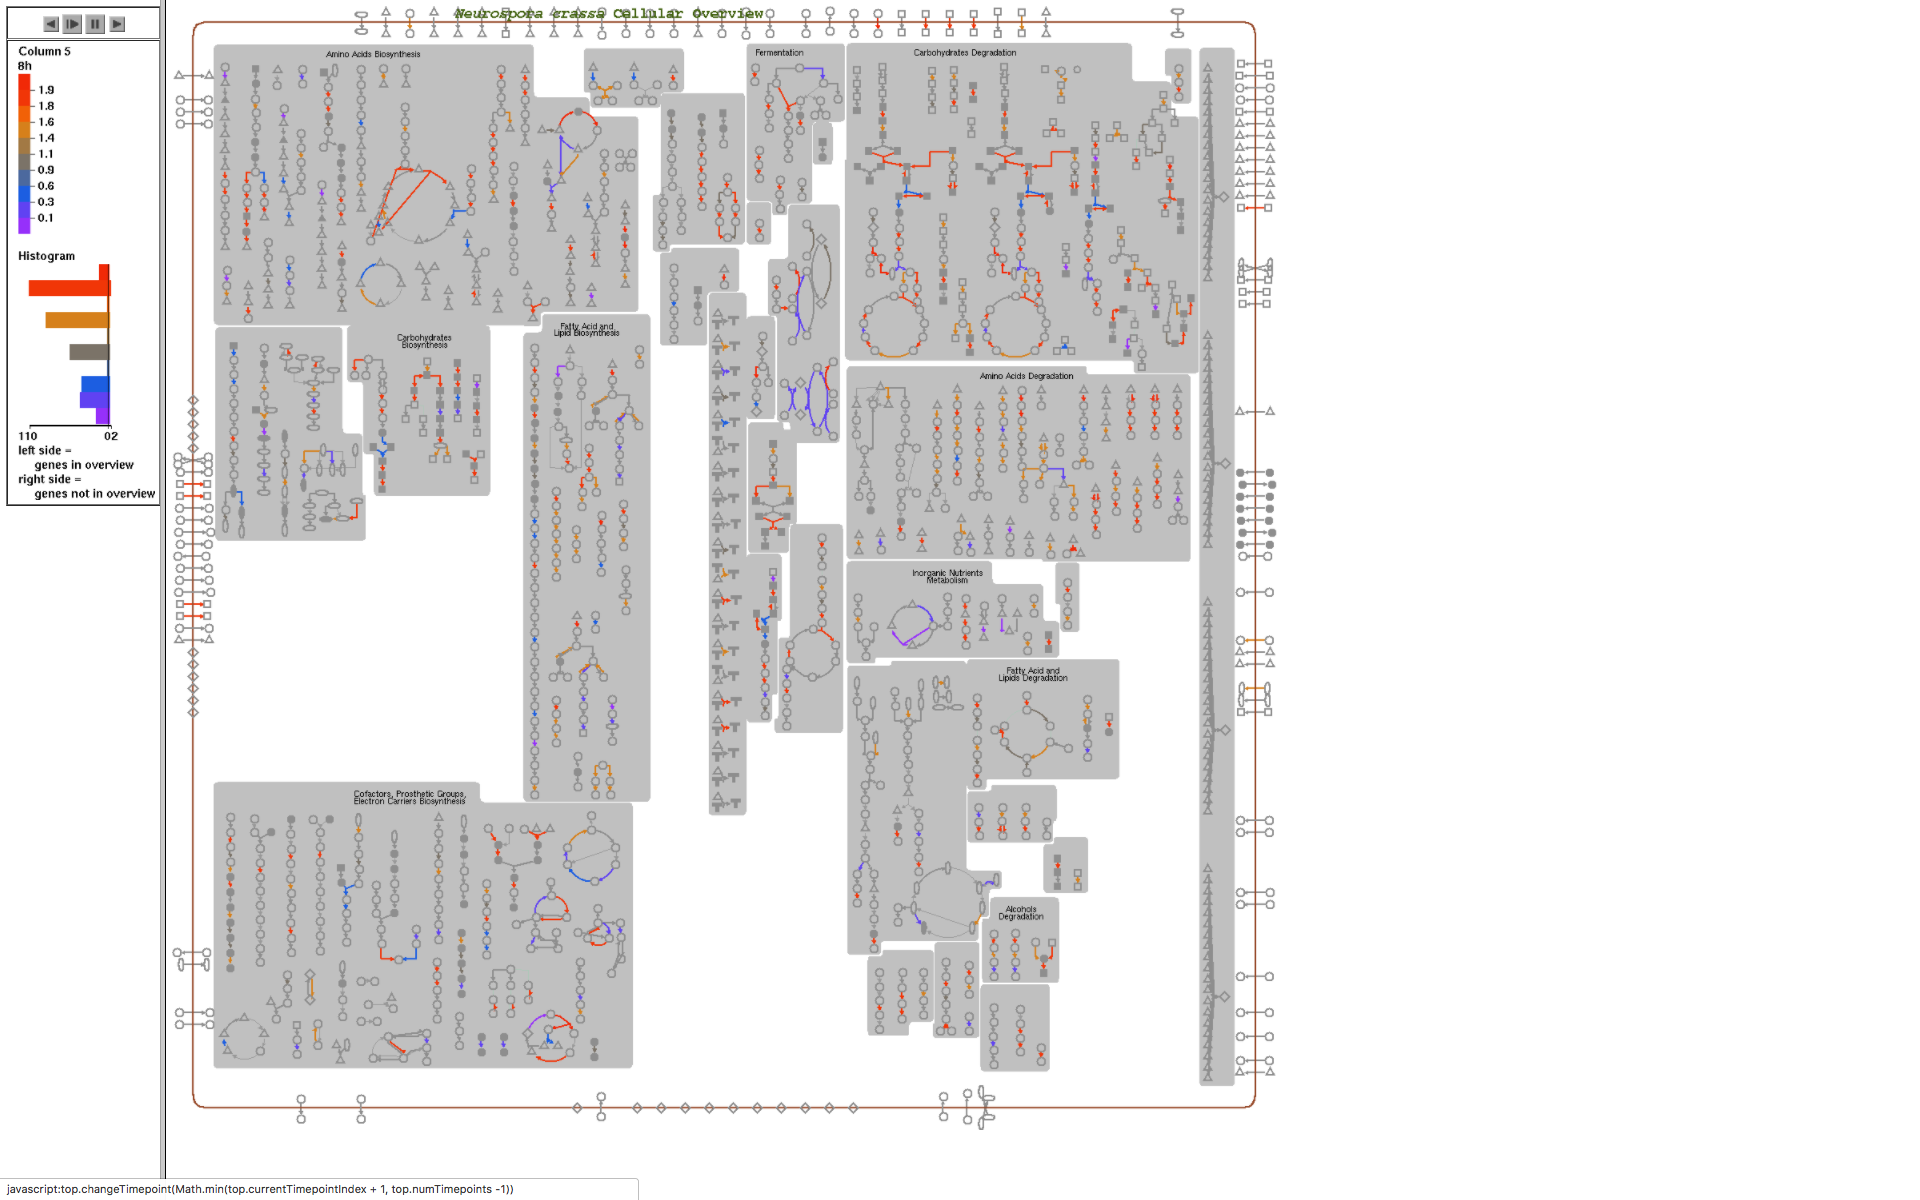 Neurospora crassa Cellular Overview
Column 5
8h
1.9
1.8
1.6
1.4
1.1
0.9
0.6
0.3
0.1
Histogram
110
02
left side =
genes in overview
right side =
genes not in overview
Amino Acids Biosynthesis
Fermentation
Carbohydrates Degradation
Carbohydrates
Biosynthesis
Fatty Acid and
Lipid Biosynthesis
Amino Acids Degradation
Inorganic Nutrients
Metabolism
Fatty Acid and
Lipids Degradation
Cofactors, Prosthetic Groups,
Electron Carriers Biosynthesis
Alcohols
Degradation
javascript:top.changeTimepoint(Math.min(top.currentTimepointIndex + 1, top.numTimepoints -1))